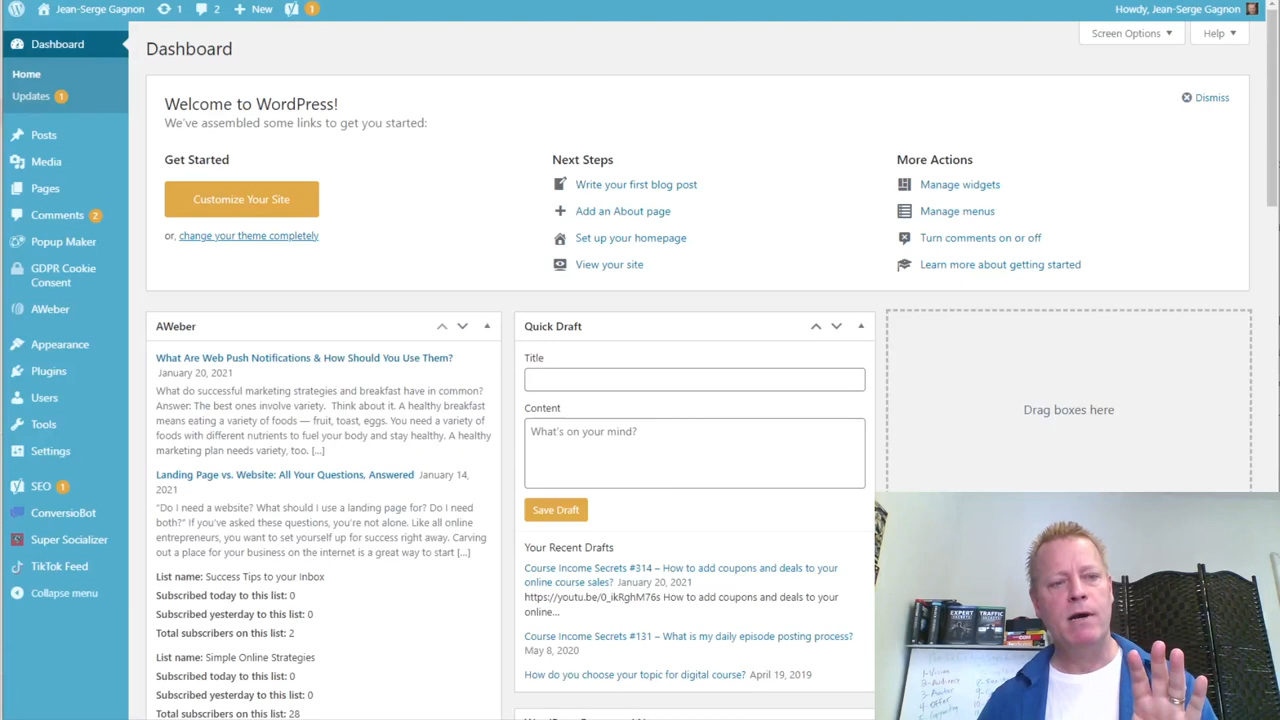 Jean-Serge Gagnon
1
2
New
1
Howdy, Jean-Serge Gagnon
Screen Options
Help
Dashboard
Home
Updates 1
Posts
Media
Pages
Comments 2
Popup Maker
GDPR Cookie
Consent
AWeber
Appearance
Plugins
Users
Tools
Settings
SEO 1
ConversioBot
Super Socializer
TikTok Feed
Collapse menu
Dashboard
Welcome to WordPress!
We've assembled some links to get you started:
Dismiss
Get Started
Customize Your Site
or, change your theme completely
Next Steps
Write your first blog post
Add an About page
Set up your homepage
View your site
More Actions
Manage widgets
Manage menus
Turn comments on or off
Learn more about getting started
AWeber
What Are Web Push Notifications & How Should You Use Them?
January 20, 2021
What do successful marketing strategies and breakfast have in common?
Answer: The best ones involve variety. Think about it. A healthy breakfast
means eating a variety of foods — fruit, toast, eggs. You need a variety of
foods with different nutrients to fuel your body and stay healthy. A healthy
marketing plan needs variety, too. [...]
Landing Page vs. Website: All Your Questions, Answered January 14,
2021
"Do I need a website? What should I use a landing page for? Do I need
both?" If you've asked these questions, you're not alone. Like all online
entrepreneurs, you want to set yourself up for success right away. Carving
out a place for your business on the internet is a great way to start [...]
List name: Success Tips to your Inbox
Subscribed today to this list: 0
Subscribed yesterday to this list: 0
Total subscribers on this list: 2
List name: Simple Online Strategies
Subscribed today to this list: 0
Subscribed yesterday to this list: 0
Total subscribers on this list: 28
Quick Draft
Title
Content
What's on your mind?
Save Draft
Your Recent Drafts
Course Income Secrets #314 – How to add coupons and deals to your
online course sales? January 20, 2021
https://youtu.be/0_ikRghM76s How to add coupons and deals to your
online...
Course Income Secrets #131 – What is my daily episode posting process?
May 8, 2020
How do you choose your topic for digital course? April 19, 2019
Drag boxes here
EXPERT
SECRETS
TRAFFIC
SECRETS